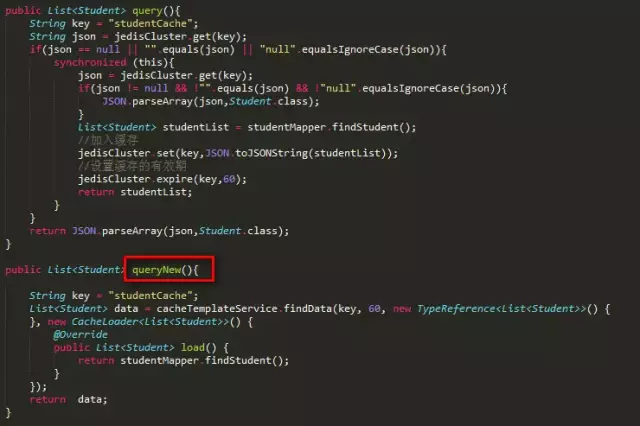 public List<Student> query(){
String key = "studentCache";
String json = jedisCluster.get(key);
if(json == null || "".equals(json) || "null".equalsIgnoreCase(json)){
synchronized (this){
json = jedisCluster.get(key);
if(json != null && !"".equals(json) && !"null".equalsIgnoreCase(json)){
JSON.parseArray(json,Student.class);
}
List<Student> studentList = studentMapper.findStudent();
//加入缓存
jedisCluster.set(key,JSON.toJSONString(studentList));
//设置缓存的有效期
jedisCluster.expire(key,60);
return studentList;
}
}
return JSON.parseArray(json,Student.class);
}
public List<Student> queryNew(){
String key = "studentCache";
List<Student> data = cacheTemplateService.findData(key, 60, new TypeReference<List<Student>>() {
}, new CacheLoader<List<Student>>() {
@Override
public List<Student> load() {
return studentMapper.findStudent();
}
});
return  data;
}